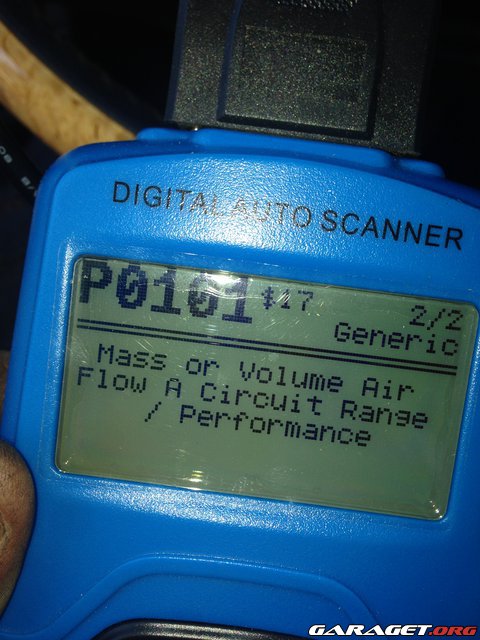 DIGITAL AUTO SCANNER
P0101 $17 2/2
Generic
Mass or Volume Air
Flow A Circuit Range
/ Performance
GARAGET.ORG